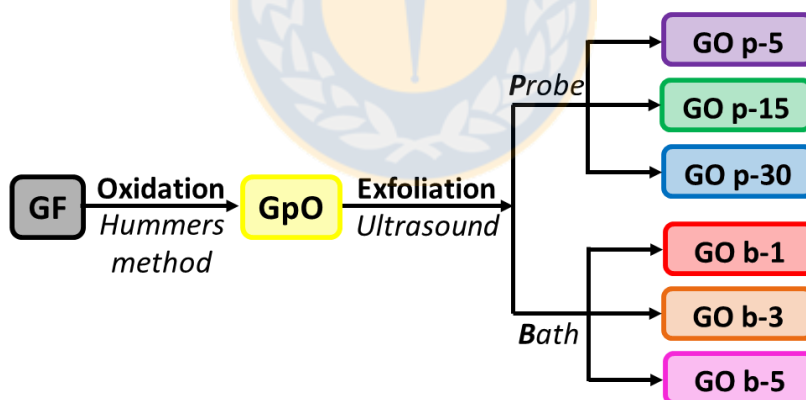 GF
Oxidation
Hummers
method
GpO
Exfoliation
Ultrasound
Probe
GO p-5
GO p-15
GO p-30
Bath
GO b-1
GO b-3
GO b-5